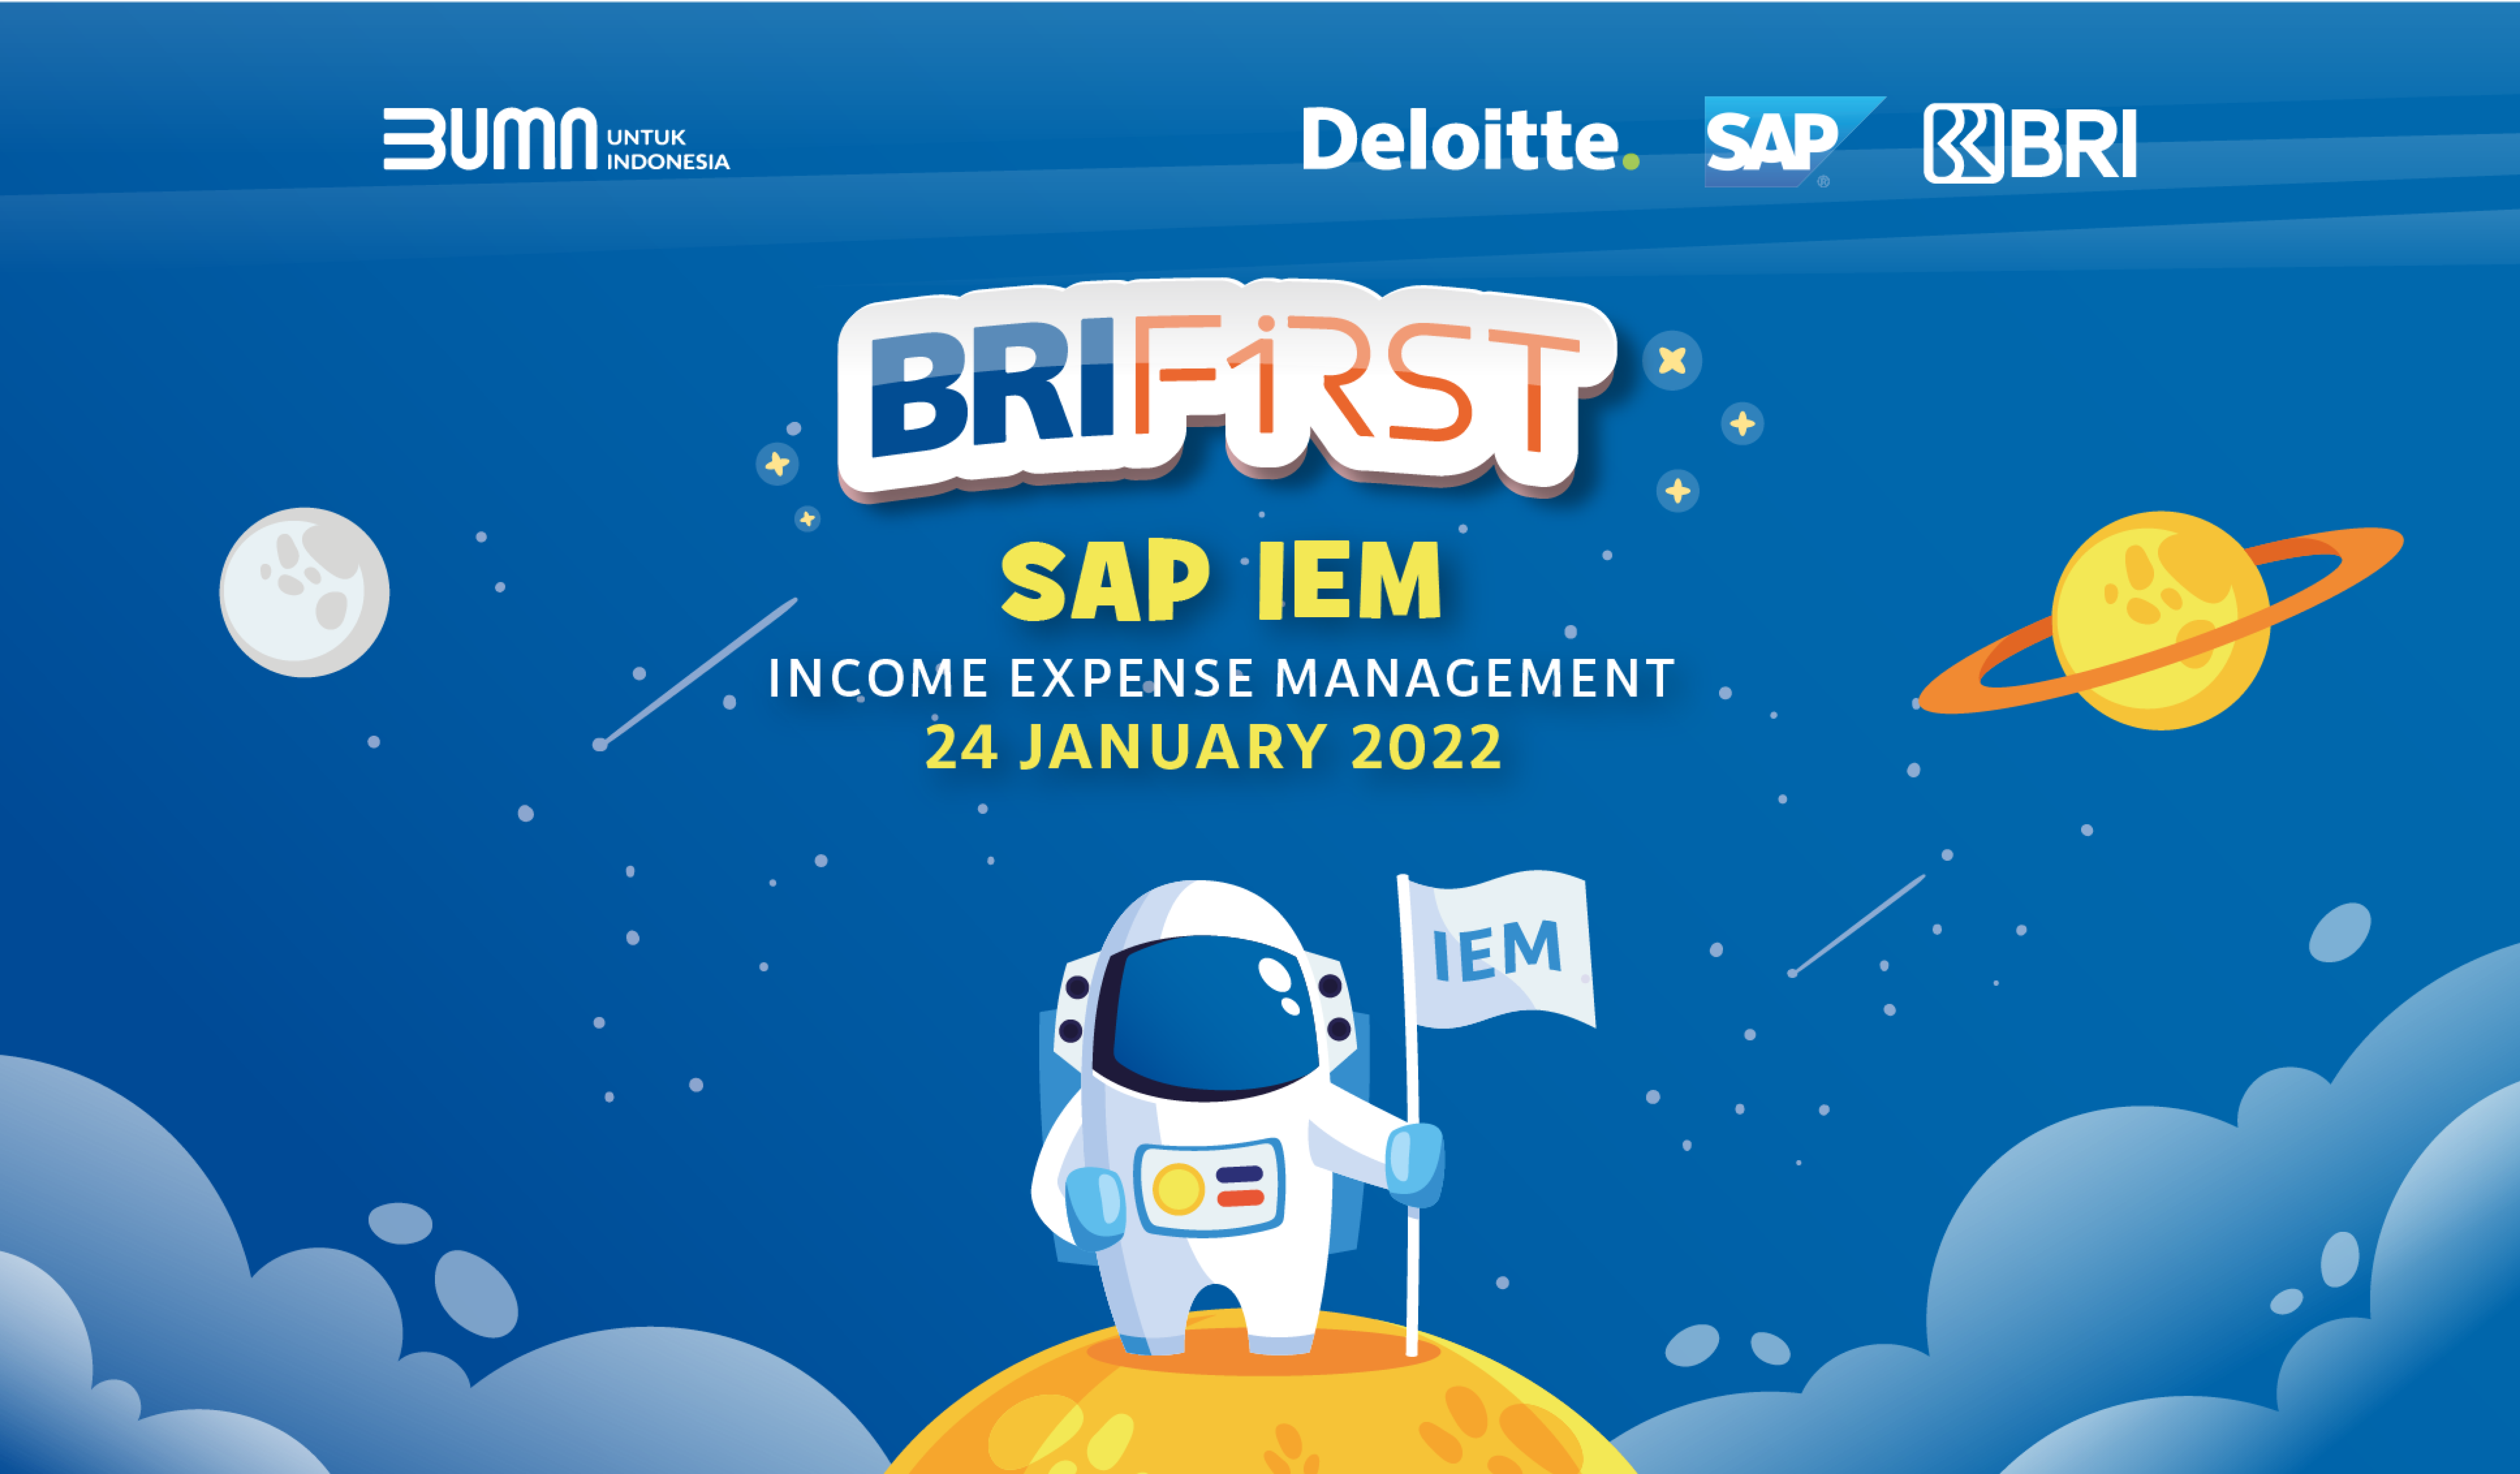 BUMN UNTUK
INDONESIA
Deloitte.
SAP ®
BRI
BRIFiRST
SAP IEM
INCOME EXPENSE MANAGEMENT
24 JANUARY 2022
IEM